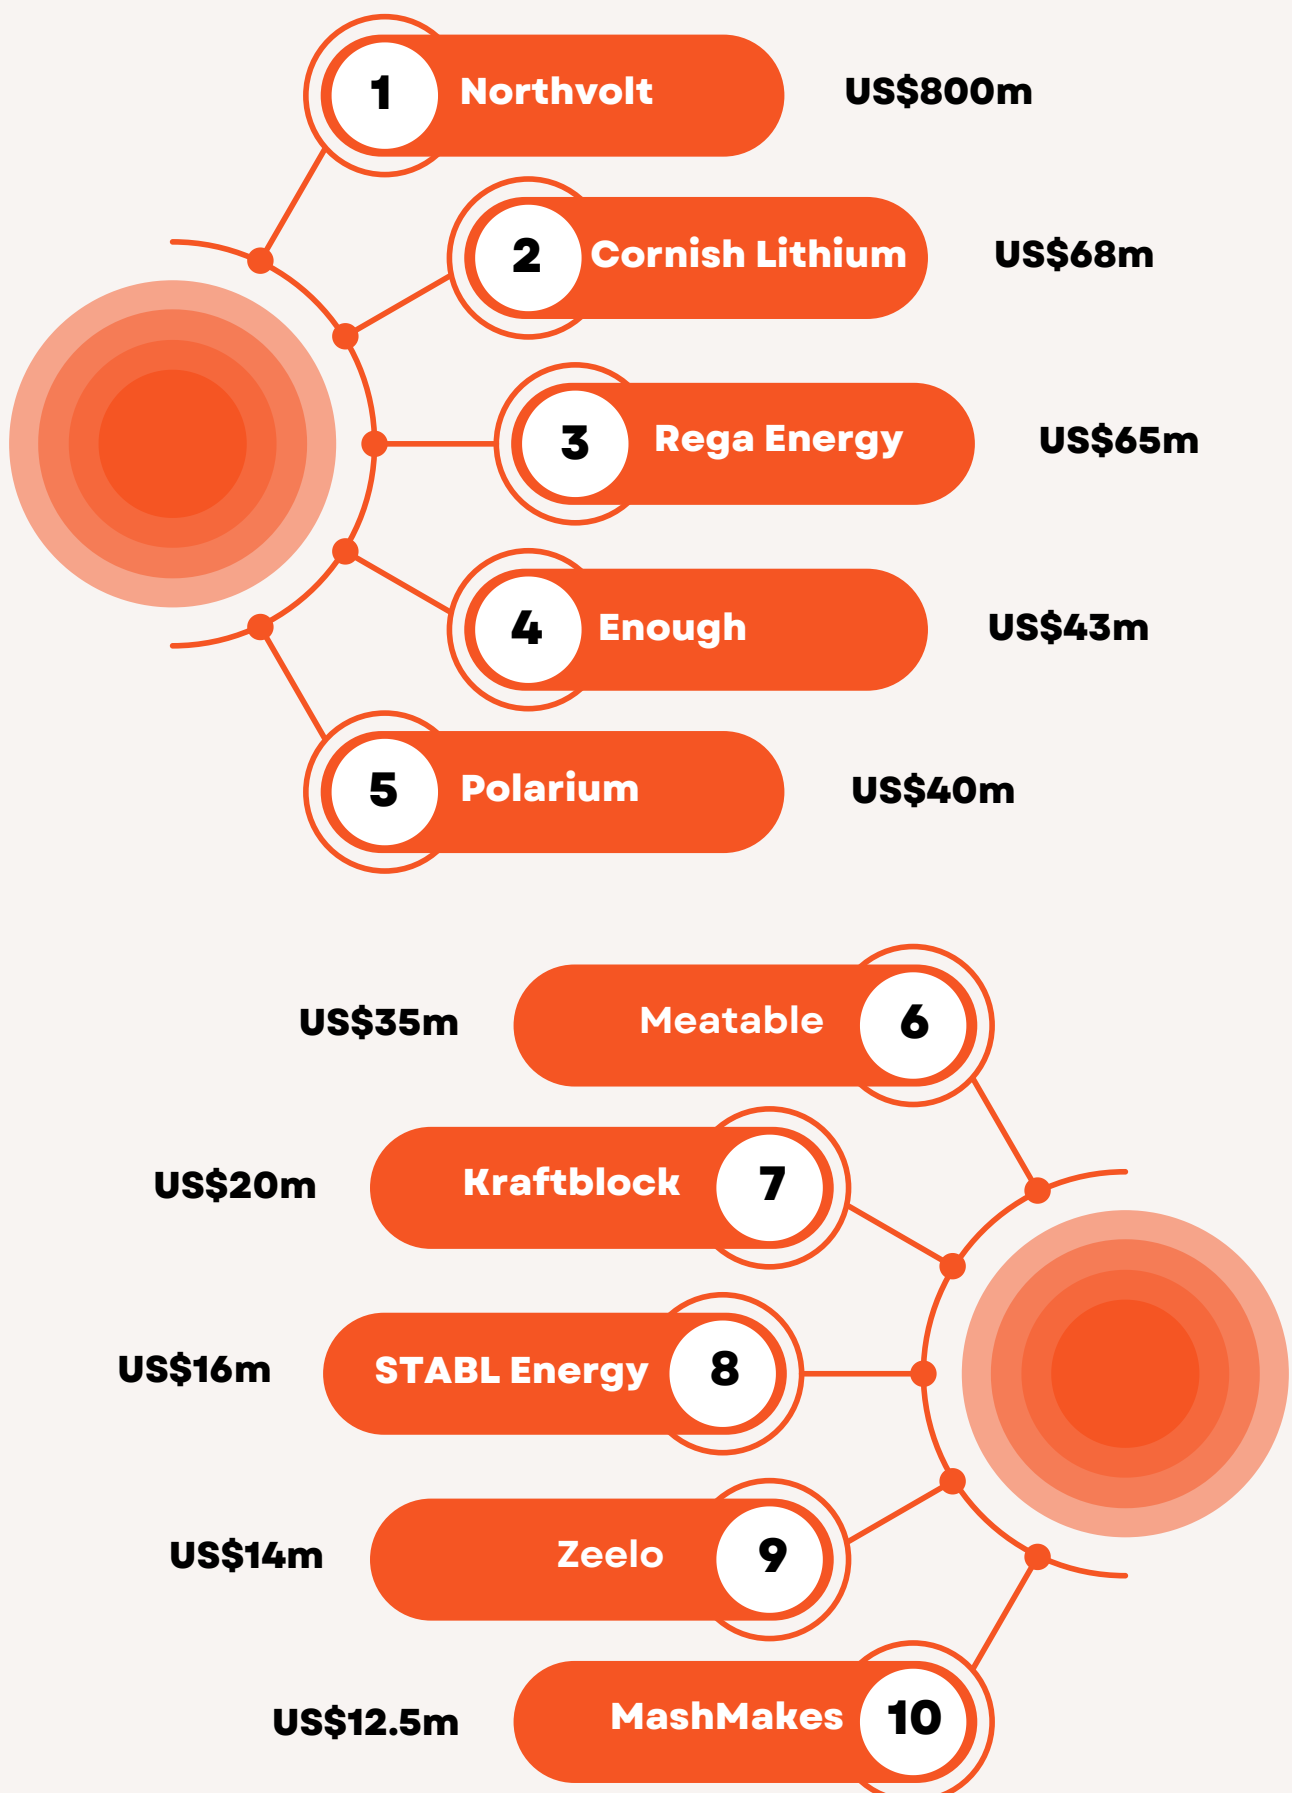 1 Northvolt US$800m
2 Cornish Lithium US$68m
3 Rega Energy US$65m
4 Enough US$43m
5 Polarium US$40m
US$35m Meatable 6
US$20m Kraftblock 7
US$16m STABL Energy 8
US$14m Zeelo 9
US$12.5m MashMakes 10